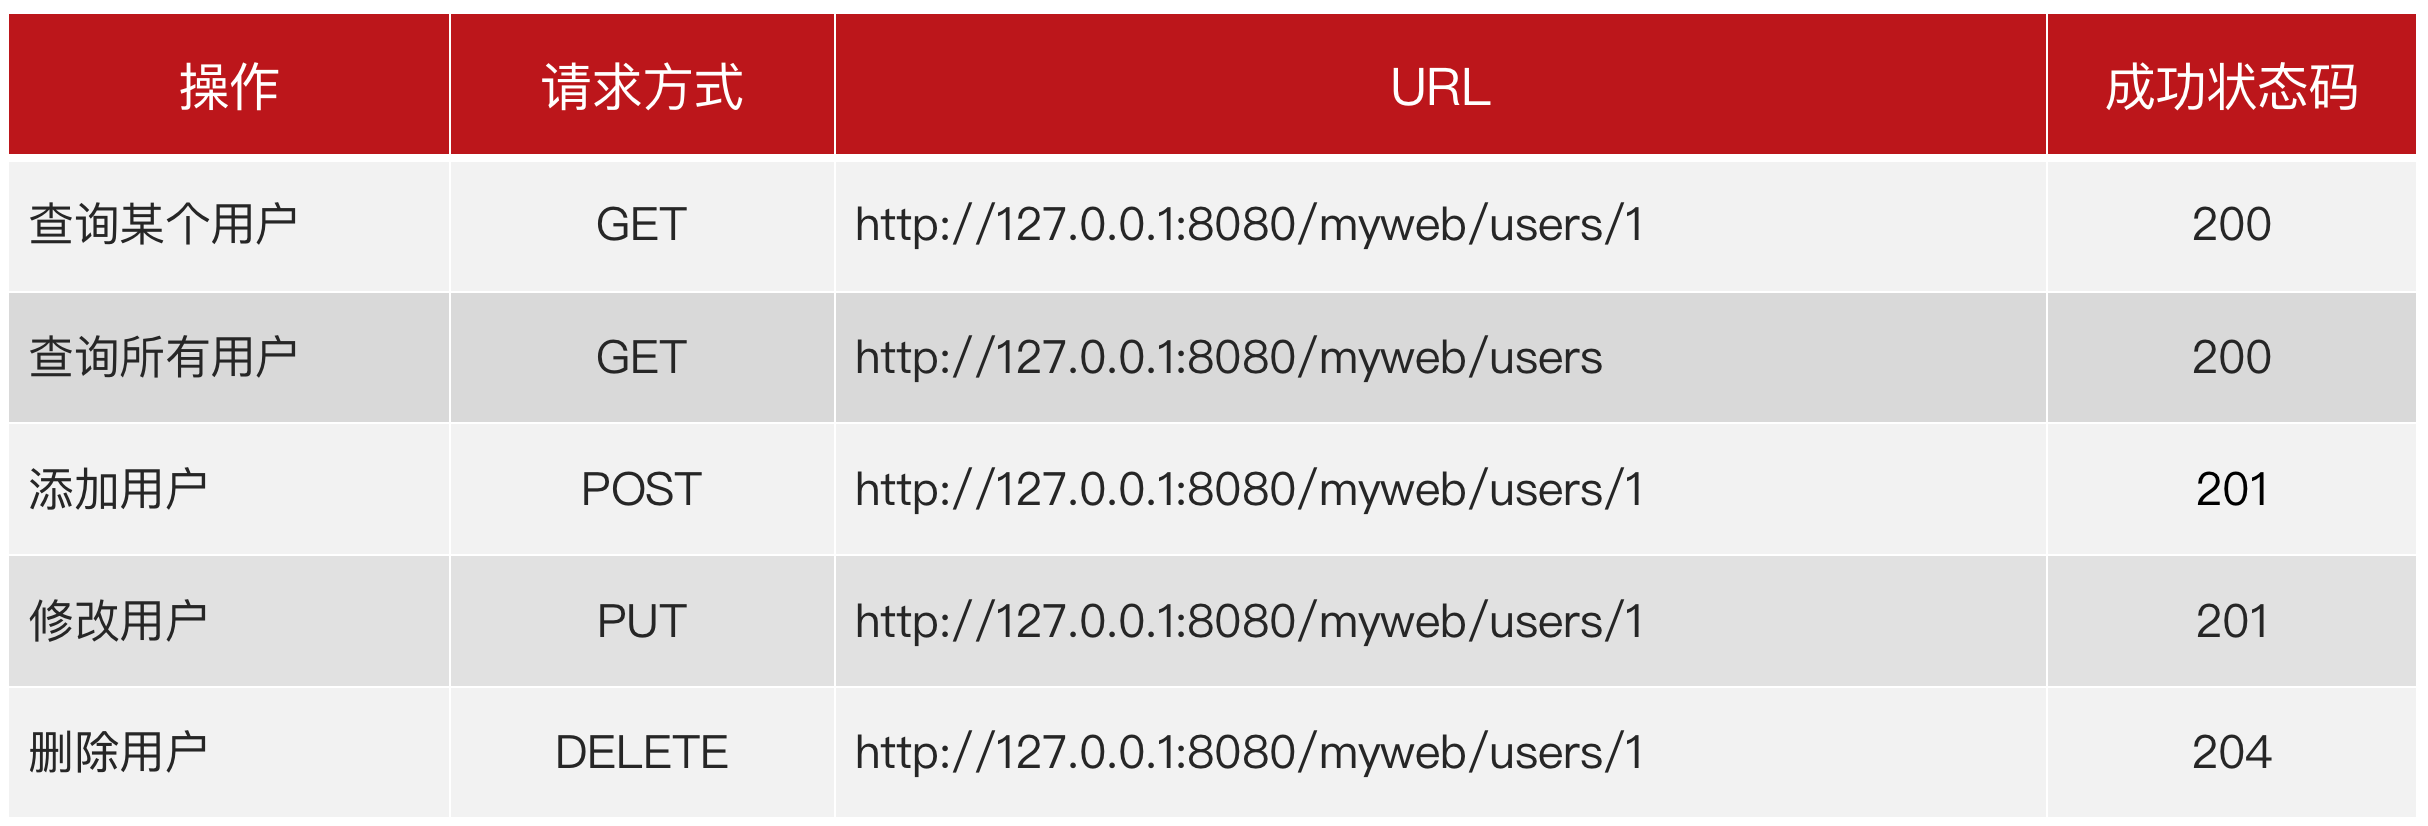 操作 请求方式 URL 成功状态码
查询某个用户 GET http://127.0.0.1:8080/myweb/users/1 200
查询所有用户 GET http://127.0.0.1:8080/myweb/users 200
添加用户 POST http://127.0.0.1:8080/myweb/users/1 201
修改用户 PUT http://127.0.0.1:8080/myweb/users/1 201
删除用户 DELETE http://127.0.0.1:8080/myweb/users/1 204